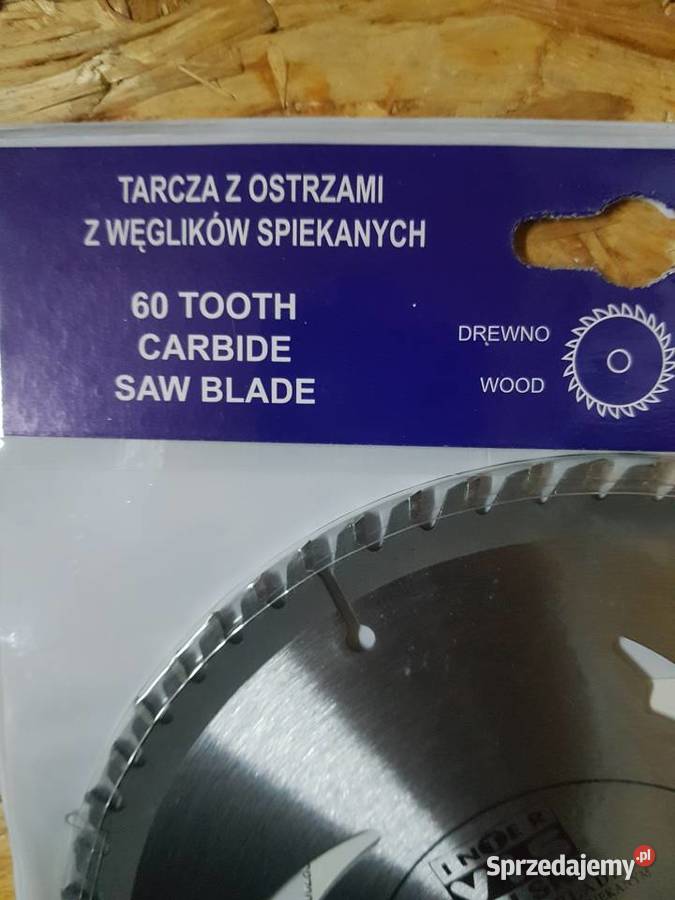 TARCZA Z OSTRZAMI
Z WĘGLIKÓW SPIEKANYCH
60 TOOTH
CARBIDE
SAW BLADE
DREWNO
WOOD
Sprzedajemy.pl